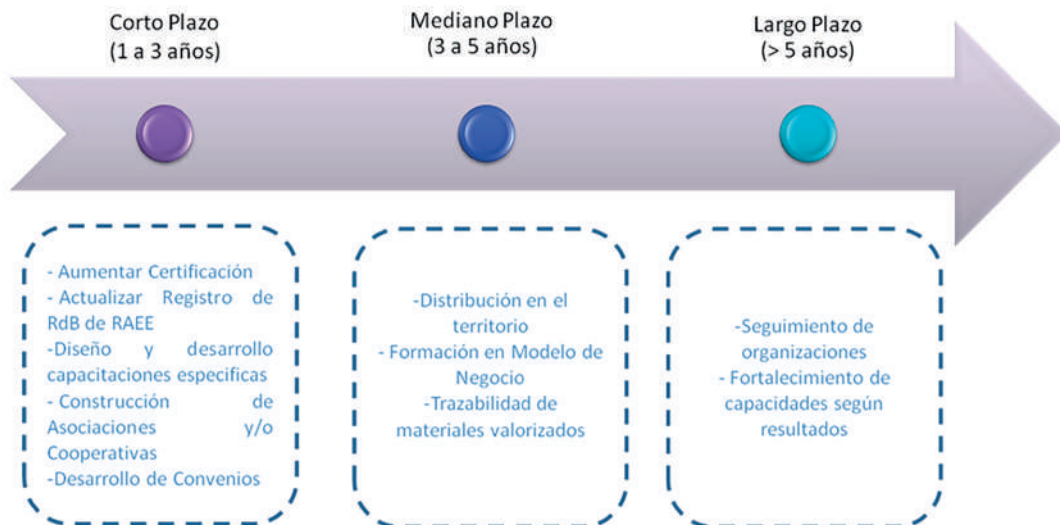 Corto Plazo
(1 a 3 años)
Mediano Plazo
(3 a 5 años)
Largo Plazo
(> 5 años)
- Aumentar Certificación
- Actualizar Registro de
RdB de RAEE
-Diseño y desarrollo
capacitaciones especificas
- Construcción de
Asociaciones y/o
Cooperativas
-Desarrollo de Convenios
-Distribución en el
territorio
- Formación en Modelo de
Negocio
-Trazabilidad de
materiales valorizados
-Seguimiento de
organizaciones
- Fortalecimiento de
capacidades según
resultados